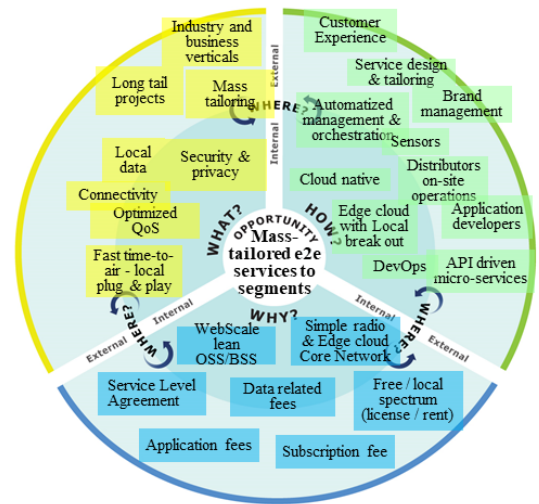 Industry and
business
verticals
Long tail
projects
Mass
tailoring
WHERE?
External
Internal
Local
data
Security &
privacy
Connectivity
Optimized
QoS
Fast time-to-
air - local
plug & play
WHAT?
Customer
Experience
Service design
& tailoring
Brand
management
Automatized
management &
orchestration
Sensors
Cloud native
Distributors
on-site
operations
Edge cloud
with Local
break out
Application
developers
DevOps
API driven
micro-services
HOW?
OPPORTUNITY
Mass-
tailored e2e
services to
segments
WHY?
WHERE?
Internal
External
WHERE?
Internal
External
WebScale
lean
OSS/BSS
Simple radio
& Edge cloud
Core Network
Service Level
Agreement
Data related
fees
Free / local
spectrum
(license / rent)
Application fees
Subscription fee